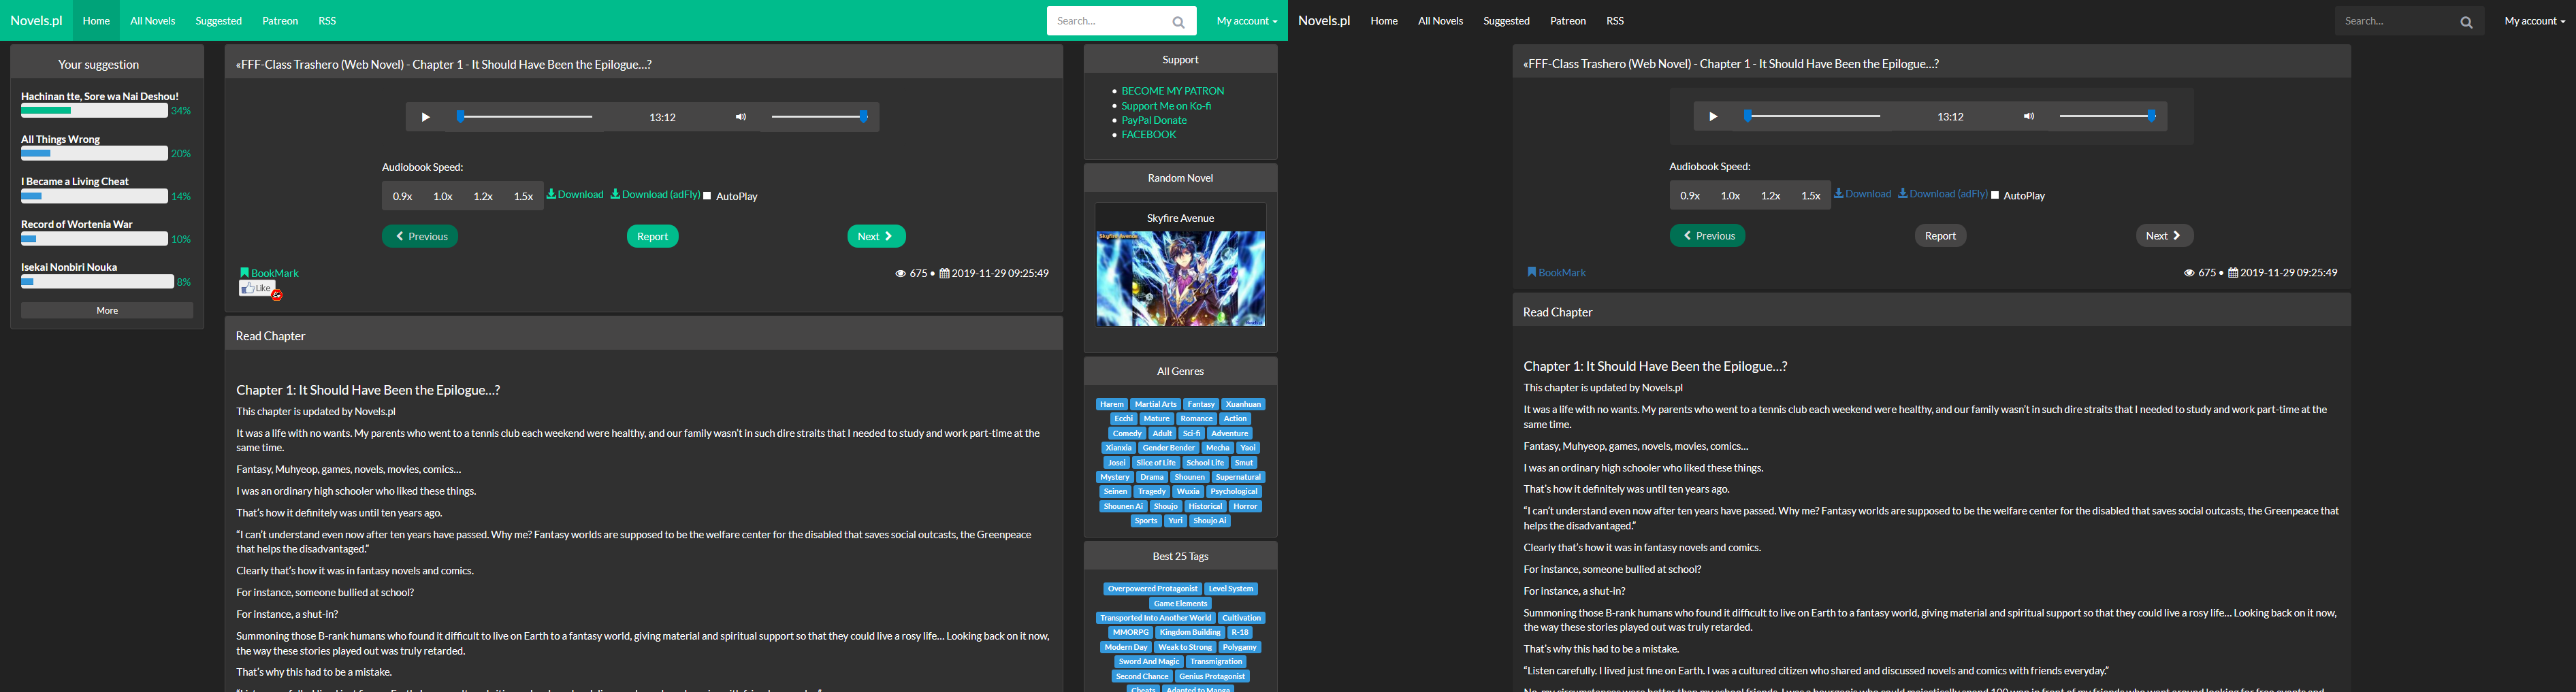 Novels.pl Home All Novels Suggested Patreon RSS Search... My account
Your suggestion
Hachinan tte, Sore wa Nai Deshou!
34%
All Things Wrong
20%
I Became a Living Cheat
14%
Record of Wortenia War
10%
Isekai Nonbiri Nouka
8%
More
«FFF-Class Trashero (Web Novel) - Chapter 1 - It Should Have Been the Epilogue...?
13:12
Audiobook Speed:
0.9x 1.0x 1.2x 1.5x Download Download (adFly) AutoPlay
Previous Report Next
BookMark 675 • 2019-11-29 09:25:49
Like
Read Chapter
Chapter 1: It Should Have Been the Epilogue...?
This chapter is updated by Novels.pl
It was a life with no wants. My parents who went to a tennis club each weekend were healthy, and our family wasn't in such dire straits that I needed to study and work part-time at the
same time.
Fantasy, Muhyeop, games, novels, movies, comics...
I was an ordinary high schooler who liked these things.
That's how it definitely was until ten years ago.
"I can't understand even now after ten years have passed. Why me? Fantasy worlds are supposed to be the welfare center for the disabled that saves social outcasts, the Greenpeace
that helps the disadvantaged."
Clearly that's how it was in fantasy novels and comics.
For instance, someone bullied at school?
For instance, a shut-in?
Summoning those B-rank humans who found it difficult to live on Earth to a fantasy world, giving material and spiritual support so that they could live a rosy life... Looking back on it now,
the way these stories played out was truly retarded.
That's why this had to be a mistake.
Support
• BECOME MY PATRON
• Support Me on Ko-fi
• PayPal Donate
• FACEBOOK
Random Novel
Skyfire Avenue
Skyfire Avenue
All Genres
Harem Martial Arts Fantasy Xuanhuan
Ecchi Mature Romance Action
Comedy Adult Sci-fi Adventure
Xianxia Gender Bender Mecha Yaoi
Josei Slice of Life School Life Smut
Mystery Drama Shounen Supernatural
Seinen Tragedy Wuxia Psychological
Shounen Ai Shoujo Historical Horror
Sports Yuri Shoujo Ai
Best 25 Tags
Overpowered Protagonist Level System
Game Elements
Transported Into Another World Cultivation
MMORPG Kingdom Building R-18
Modern Day Weak to Strong Polygamy
Sword And Magic Transmigration
Second Chance Genius Protagonist
Cheats Adapted to Manga
Novels.pl Home All Novels Suggested Patreon RSS Search... My account
«FFF-Class Trashero (Web Novel) - Chapter 1 - It Should Have Been the Epilogue...?
13:12
Audiobook Speed:
0.9x 1.0x 1.2x 1.5x Download Download (adFly) AutoPlay
Previous Report Next
BookMark 675 • 2019-11-29 09:25:49
Read Chapter
Chapter 1: It Should Have Been the Epilogue...?
This chapter is updated by Novels.pl
It was a life with no wants. My parents who went to a tennis club each weekend were healthy, and our family wasn't in such dire straits that I needed to study and work part-time at the
same time.
Fantasy, Muhyeop, games, novels, movies, comics...
I was an ordinary high schooler who liked these things.
That's how it definitely was until ten years ago.
"I can't understand even now after ten years have passed. Why me? Fantasy worlds are supposed to be the welfare center for the disabled that saves social outcasts, the Greenpeace that
helps the disadvantaged."
Clearly that's how it was in fantasy novels and comics.
For instance, someone bullied at school?
For instance, a shut-in?
Summoning those B-rank humans who found it difficult to live on Earth to a fantasy world, giving material and spiritual support so that they could live a rosy life... Looking back on it now,
the way these stories played out was truly retarded.
That's why this had to be a mistake.
"Listen carefully. I lived just fine on Earth. I was a cultured citizen who shared and discussed novels and comics with friends everyday."